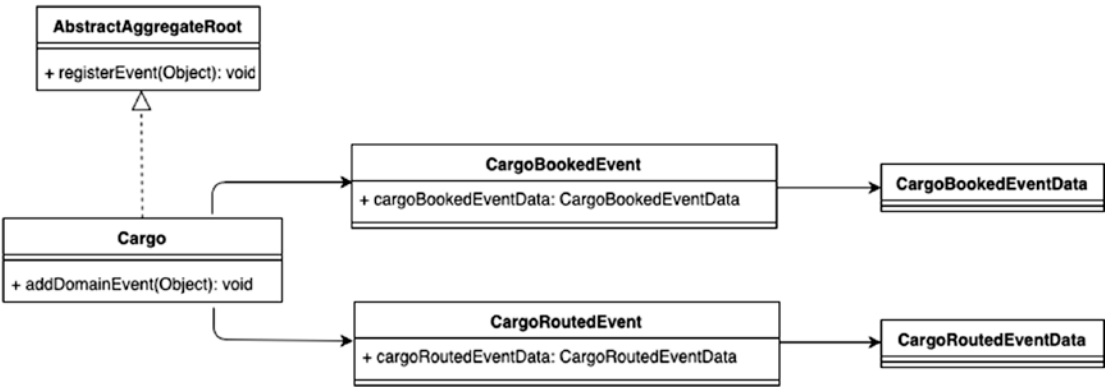 AbstractAggregateRoot
+ registerEvent(Object): void
CargoBookedEvent
+ cargoBookedEventData: CargoBookedEventData
CargoBookedEventData
Cargo
+ addDomainEvent(Object): void
CargoRoutedEvent
+ cargoRoutedEventData: CargoRoutedEventData
CargoRoutedEventData